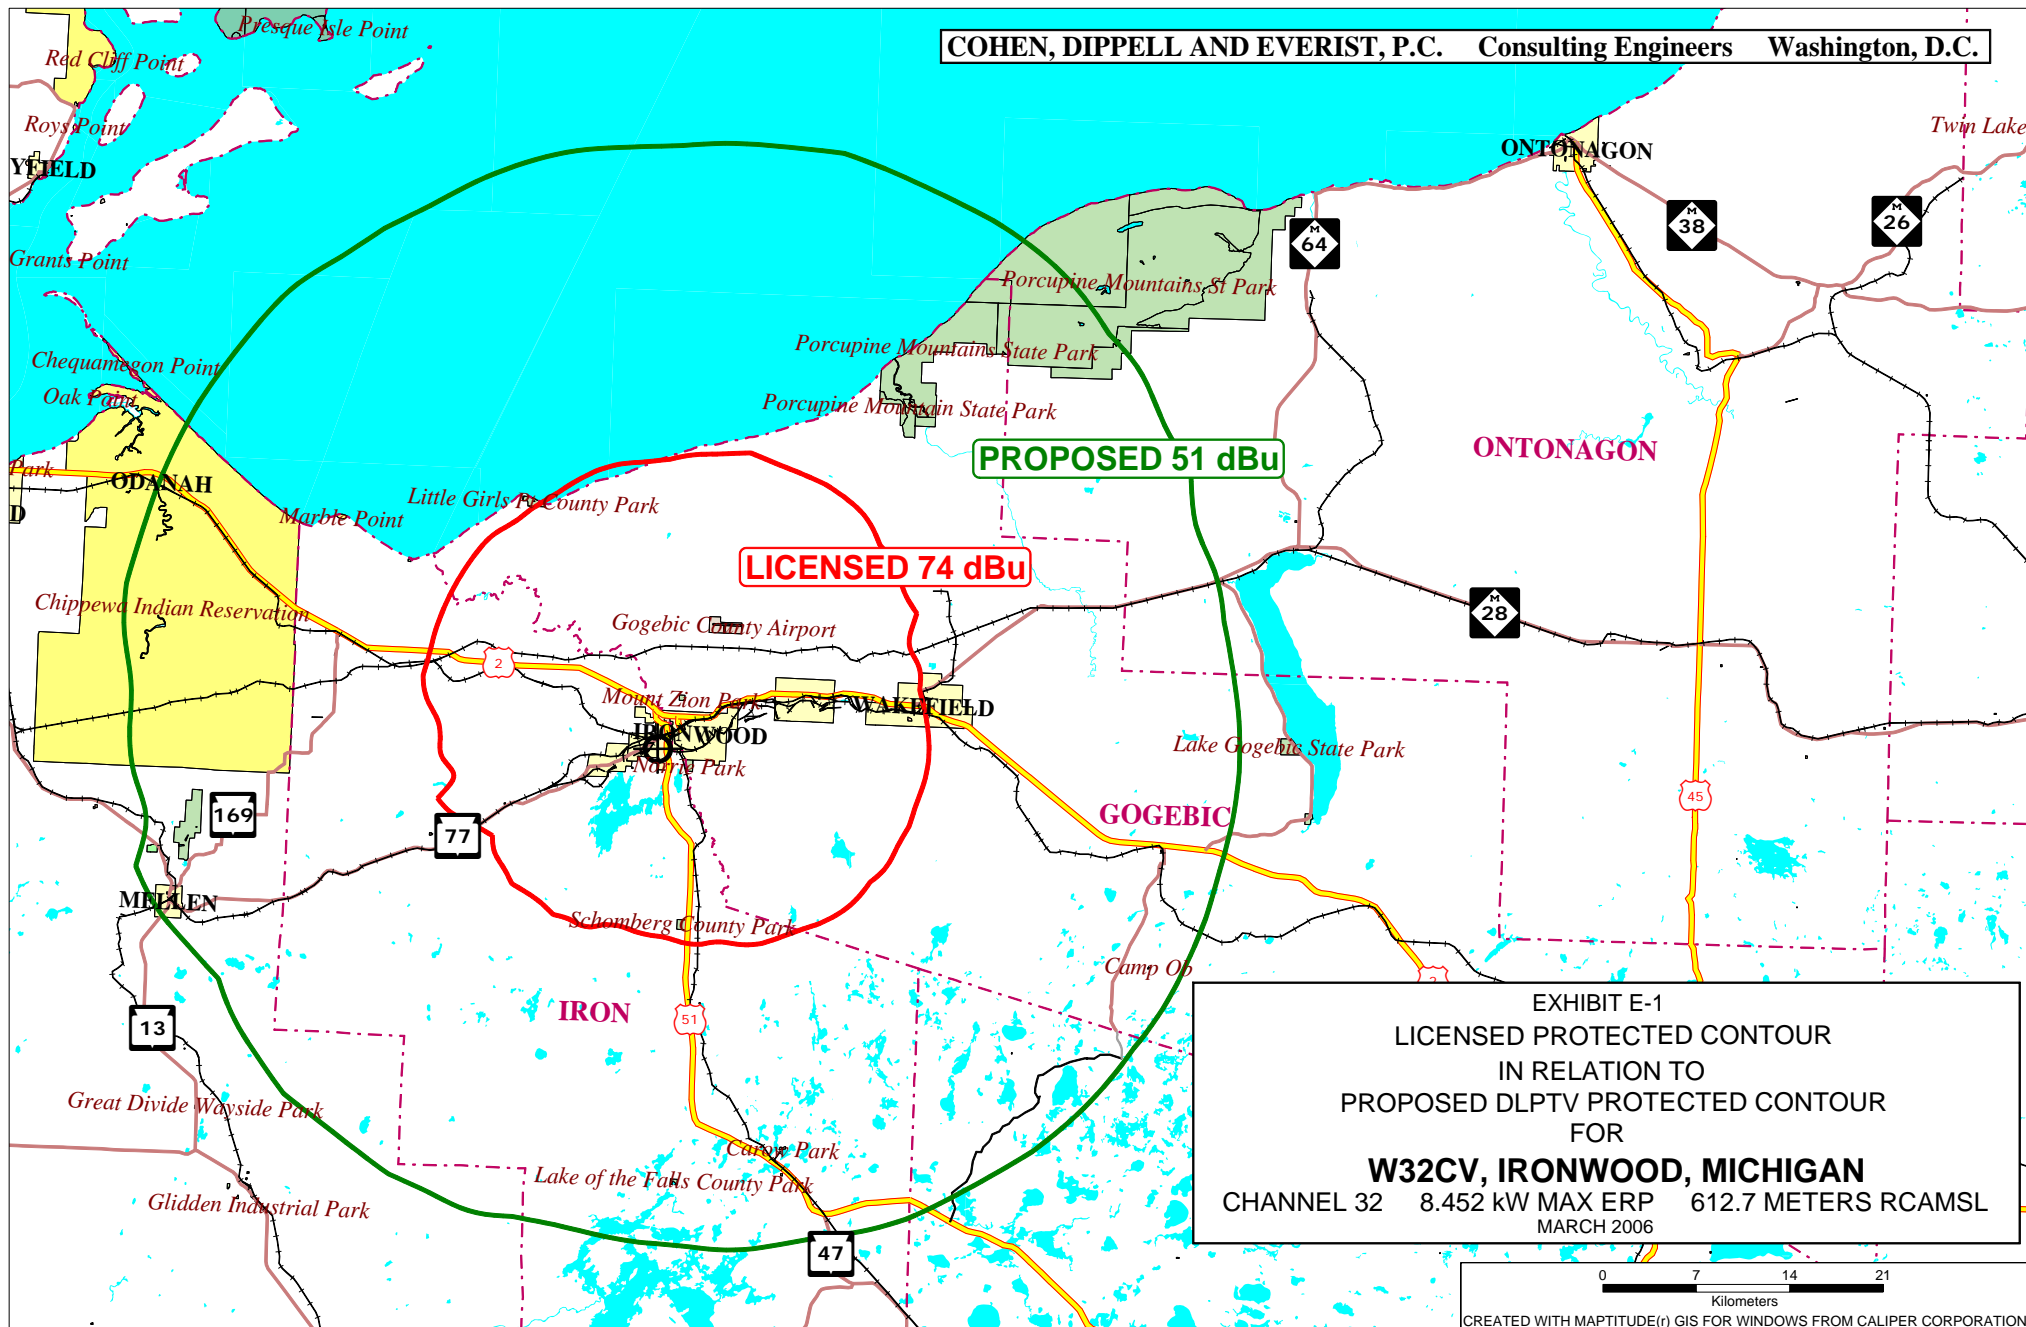 Presque Isle Point
COHEN, DIPPELL AND EVERIST, P.C. Consulting Engineers Washington, D.C.
Red Cliff Point
Roys Point
Twin Lake
YFIELD
ONTONAGON
M 38
M 26
M 64
Grants Point
Porcupine Mountains St Park
Chequamegon Point
Porcupine Mountains State Park
Oak Point
Porcupine Mountain State Park
ONTONAGON
PROPOSED 51 dBu
Park
ODANAH
D
Little Girls Pt County Park
Marble Point
LICENSED 74 dBu
Chippewa Indian Reservation
M 28
Gogebic County Airport
2
Mount Zion Park
WAKEFIELD
IRONWOOD
Norrie Park
Lake Gogebic State Park
45
169
77
GOGEBIC
MELLEN
Schomberg County Park
Camp Ob
2
IRON
51
13
Great Divide Wayside Park
Lake of the Falls County Park
Glidden Industrial Park
47
EXHIBIT E-1
LICENSED PROTECTED CONTOUR
IN RELATION TO
PROPOSED DLPTV PROTECTED CONTOUR
FOR
W32CV, IRONWOOD, MICHIGAN
CHANNEL 32 8.452 kW MAX ERP 612.7 METERS RCAMSL
MARCH 2006
0 7 14 21
Kilometers
CREATED WITH MAPTITUDE(r) GIS FOR WINDOWS FROM CALIPER CORPORATION